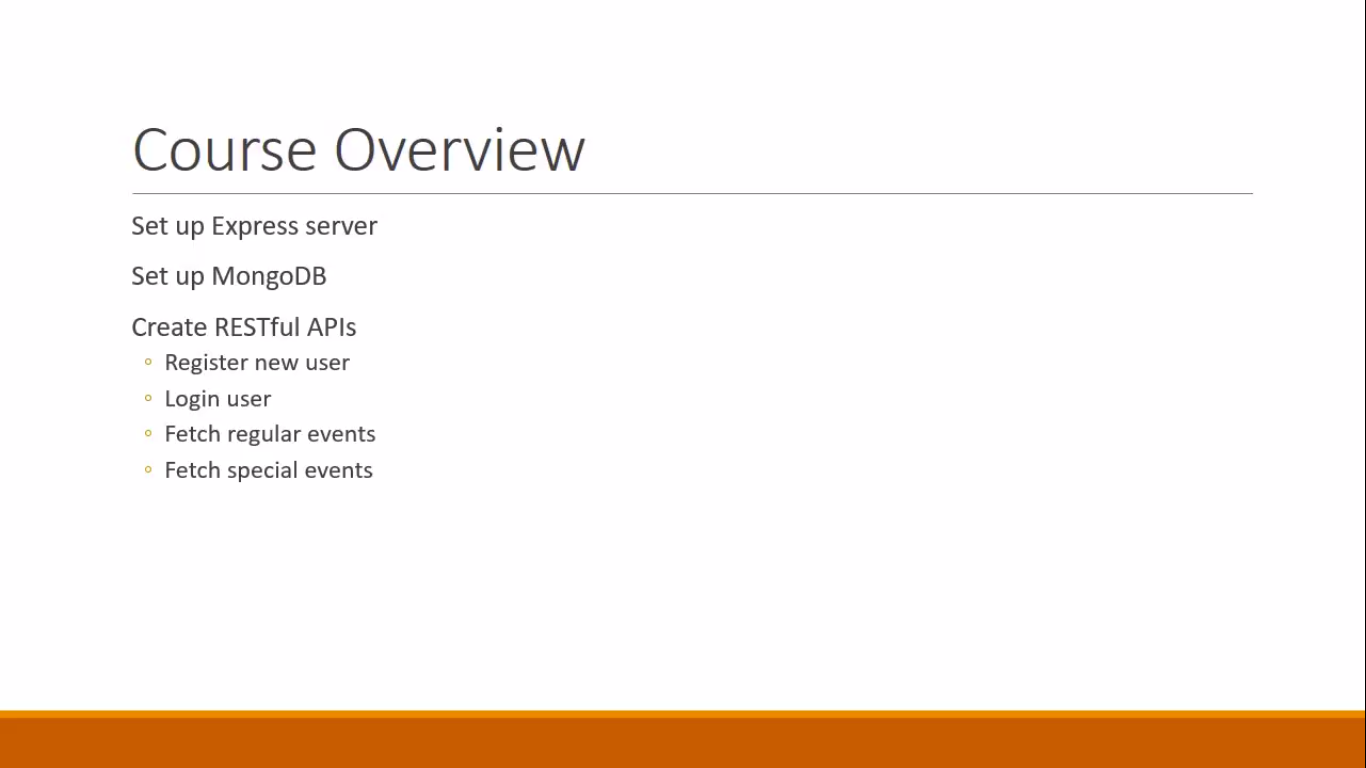 Course Overview
Set up Express server
Set up MongoDB
Create RESTful APIs
Register new user
Login user
Fetch regular events
Fetch special events